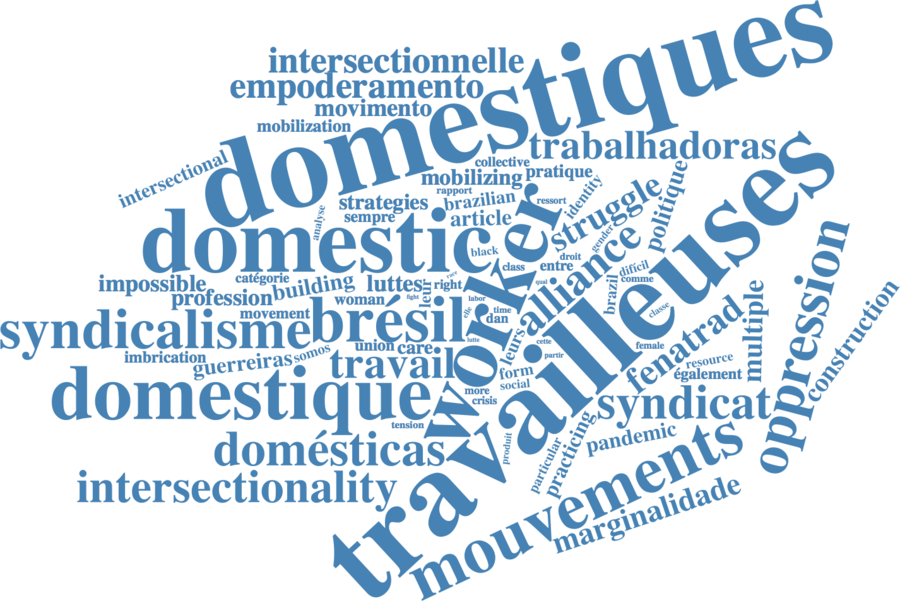 domestiques
intersectionnelle
empoderamento
movimento
mobilization
trabalhadoras
collective
intersectional
mobilizing
pratique
rapport
identity
strategies
brazilian
ressort
struggle
politique
analyse
sempre
article
domestic
worker
gender
black
travailleuses
oppression
impossible
catégorie
building
luttes
leur
right
race
class
entre
droit
difícil
comme
alliance
brazil
qual
profession
woman
fight
labor
movement
syndicalisme
brésil
elle
time
dan
classe
multiple
construction
fenatrad
imbrication
guerreiras
somos
union
care
lutte
leurs
cette
partir
female
resource
également
travail
form
social
domestique
more
crisis
syndicat
tension
produit
particular
practicing
pandemic
domésticas
mouvements
intersectionality
marginalidade